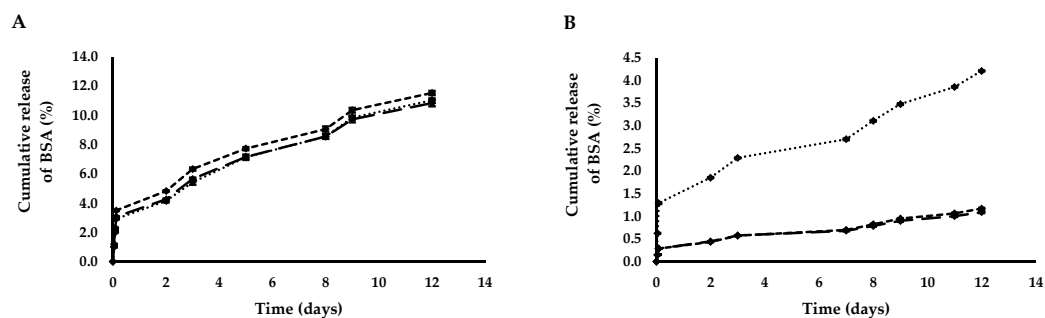 A
Cumulative release
of BSA (%)
14.0
12.0
10.0
8.0
6.0
4.0
2.0
0.0
0 2 4 6 8 10 12 14
Time (days)
B
Cumulative release
of BSA (%)
4.5
4.0
3.5
3.0
2.5
2.0
1.5
1.0
0.5
0.0
0 2 4 6 8 10 12 14
Time (days)